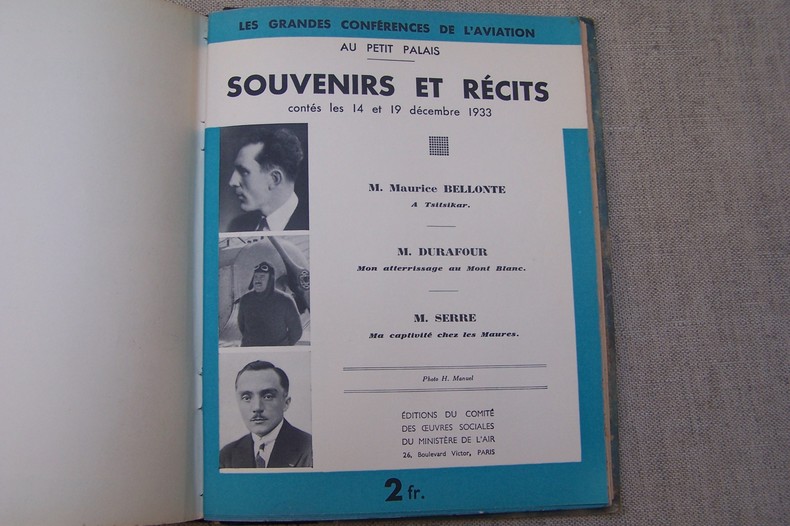 LES GRANDES CONFÉRENCES DE L'AVIATION
AU PETIT PALAIS
SOUVENIRS ET RÉCITS
contés les 14 et 19 décembre 1933
M. Maurice BELLONTE
A Tsitsikar.
M. DURAFOUR
Mon atterrissage au Mont Blanc.
M. SERRE
Ma captivité chez les Maures.
Photo H. Manuel
ÉDITIONS DU COMITÉ
DES ŒUVRES SOCIALES
DU MINISTÈRE DE L'AIR
26, Boulevard Victor, PARIS
2 fr.